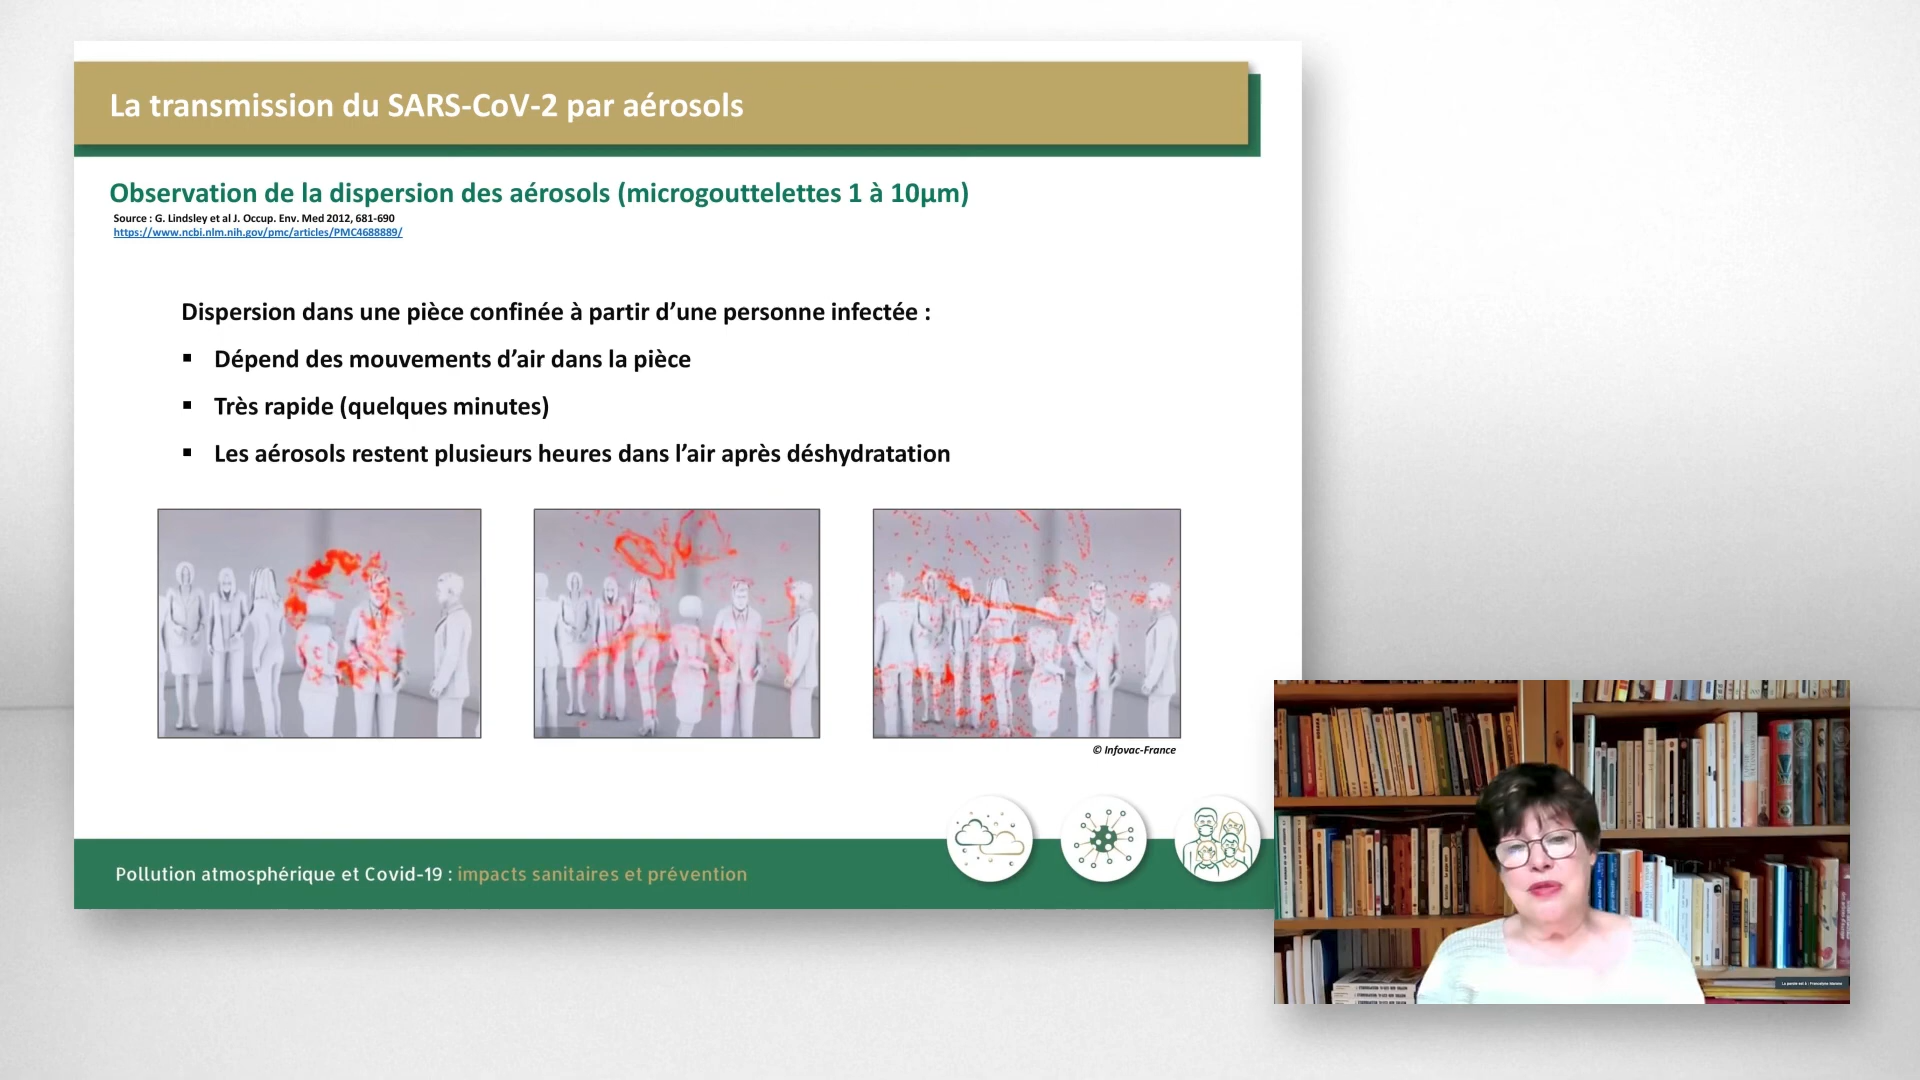 La transmission du SARS-CoV-2 par aérosols
Observation de la dispersion des aérosols (microgouttelettes 1 à 10µm)
Source : G. Lindsley et al J. Occup. Env. Med 2012, 681-690
https://www.ncbi.nlm.nih.gov/pmc/articles/PMC4688889/
Dispersion dans une pièce confinée à partir d’une personne infectée :
▪ Dépend des mouvements d’air dans la pièce
▪ Très rapide (quelques minutes)
▪ Les aérosols restent plusieurs heures dans l’air après déshydratation
© Infovac-France
Pollution atmosphérique et Covid-19 : impacts sanitaires et prévention